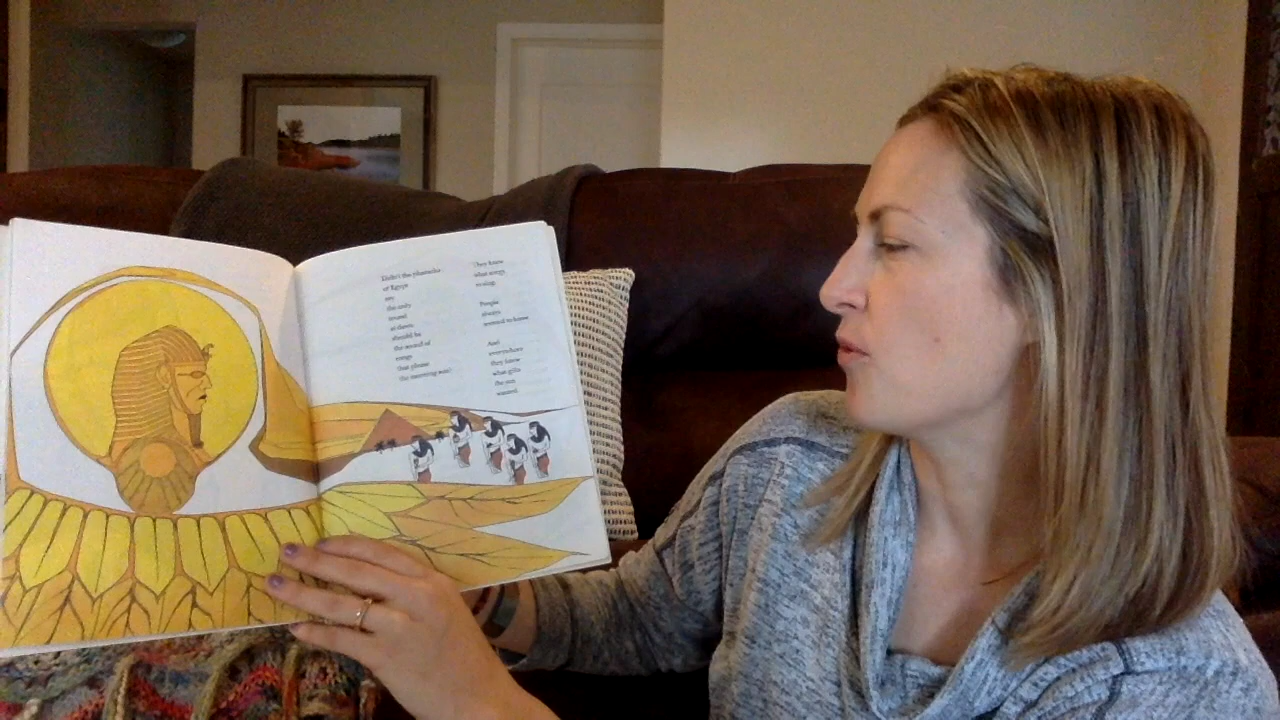 Didn't the pharaohs
of Egypt
say
the only
sound
at dawn
should be
the sound of
songs
that please
the morning sun?
They knew
what songs
to sing.
People
always
seemed to know
And
everywhere
they knew
what gifts
the sun
wanted.